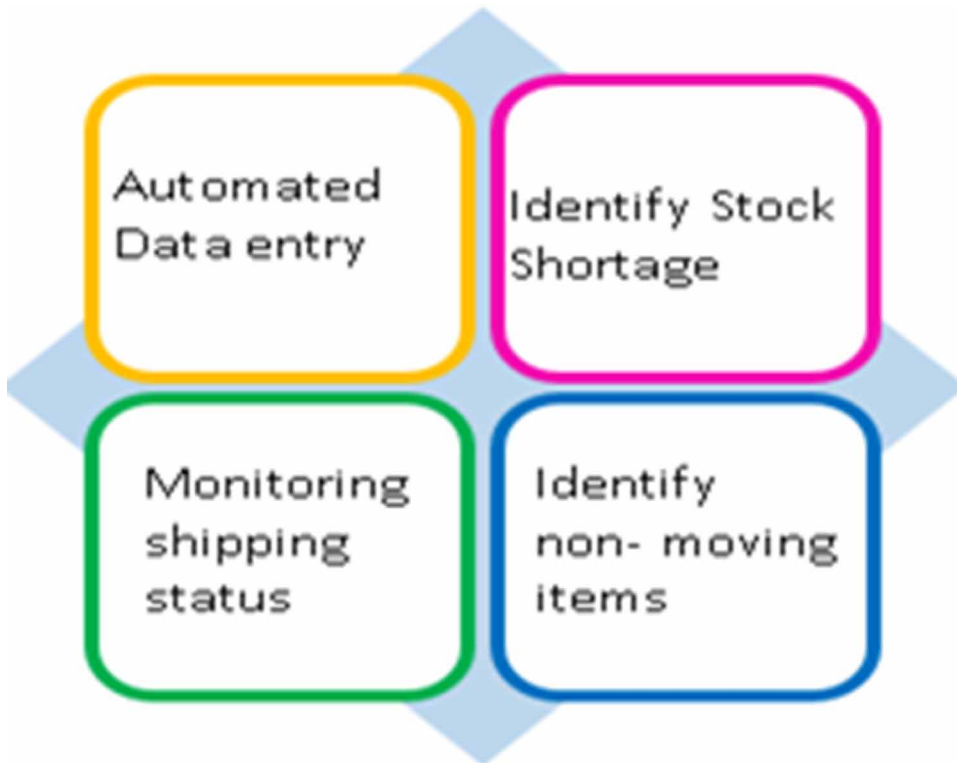 Automated
Data entry
Identify Stock
Shortage
Monitoring
shipping
status
Identify
non- moving
items